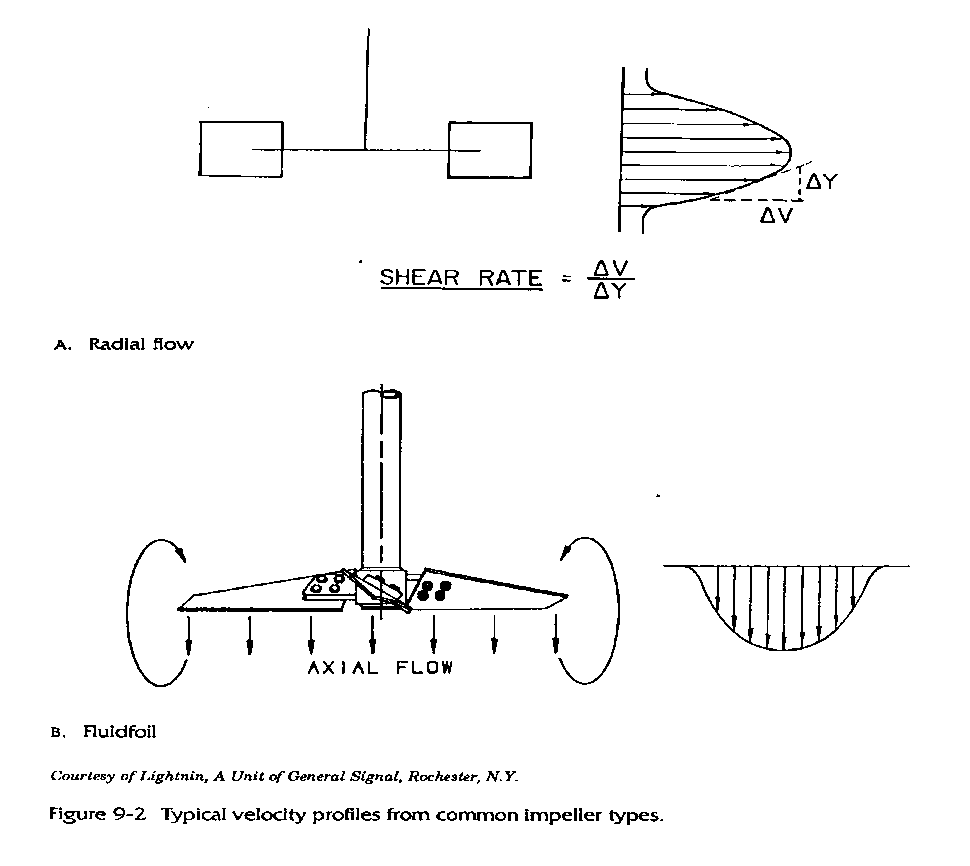 ΔY
ΔV
SHEAR RATE = ΔV
ΔY
A. Radial flow
AXIAL FLOW
B. Fluidfoil
Courtesy of Lightnin, A Unit of General Signal, Rochester, N.Y.
Figure 9-2 Typical velocity profiles from common impeller types.